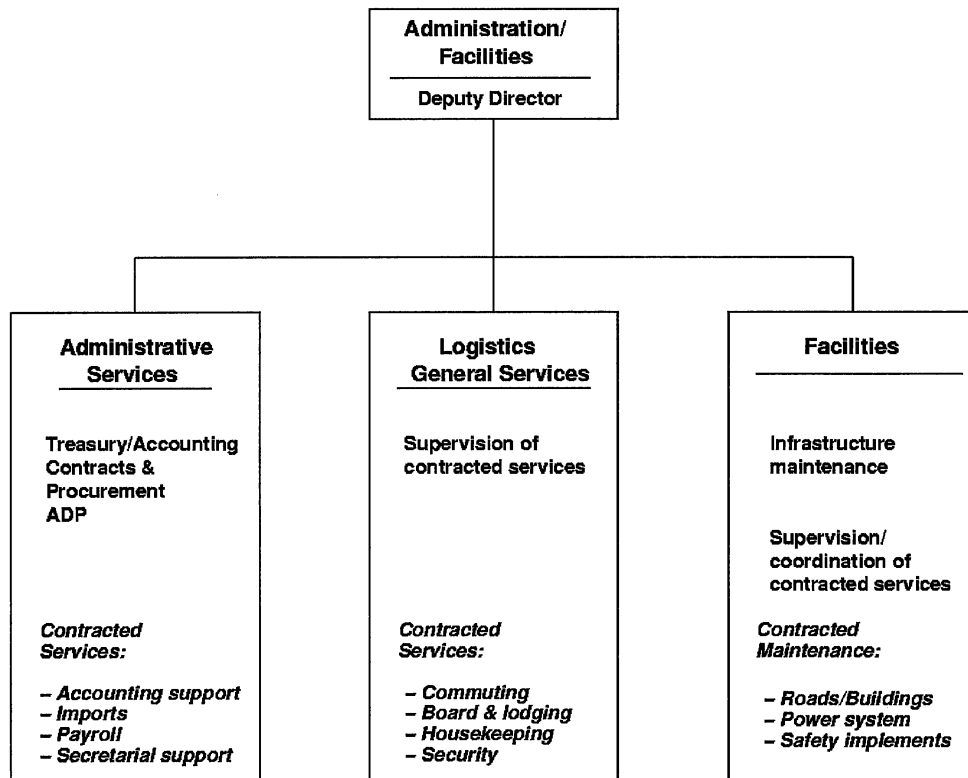 Administration/
Facilities
Deputy Director
Administrative
Services
Treasury/Accounting
Contracts &
Procurement
ADP
Contracted
Services:
– Accounting support
– Imports
– Payroll
– Secretarial support
Logistics
General Services
Supervision of
contracted services
Contracted
Services:
– Commuting
– Board & lodging
– Housekeeping
– Security
Facilities
Infrastructure
maintenance
Supervision/
coordination of
contracted services
Contracted
Maintenance:
– Roads/Buildings
– Power system
– Safety implements